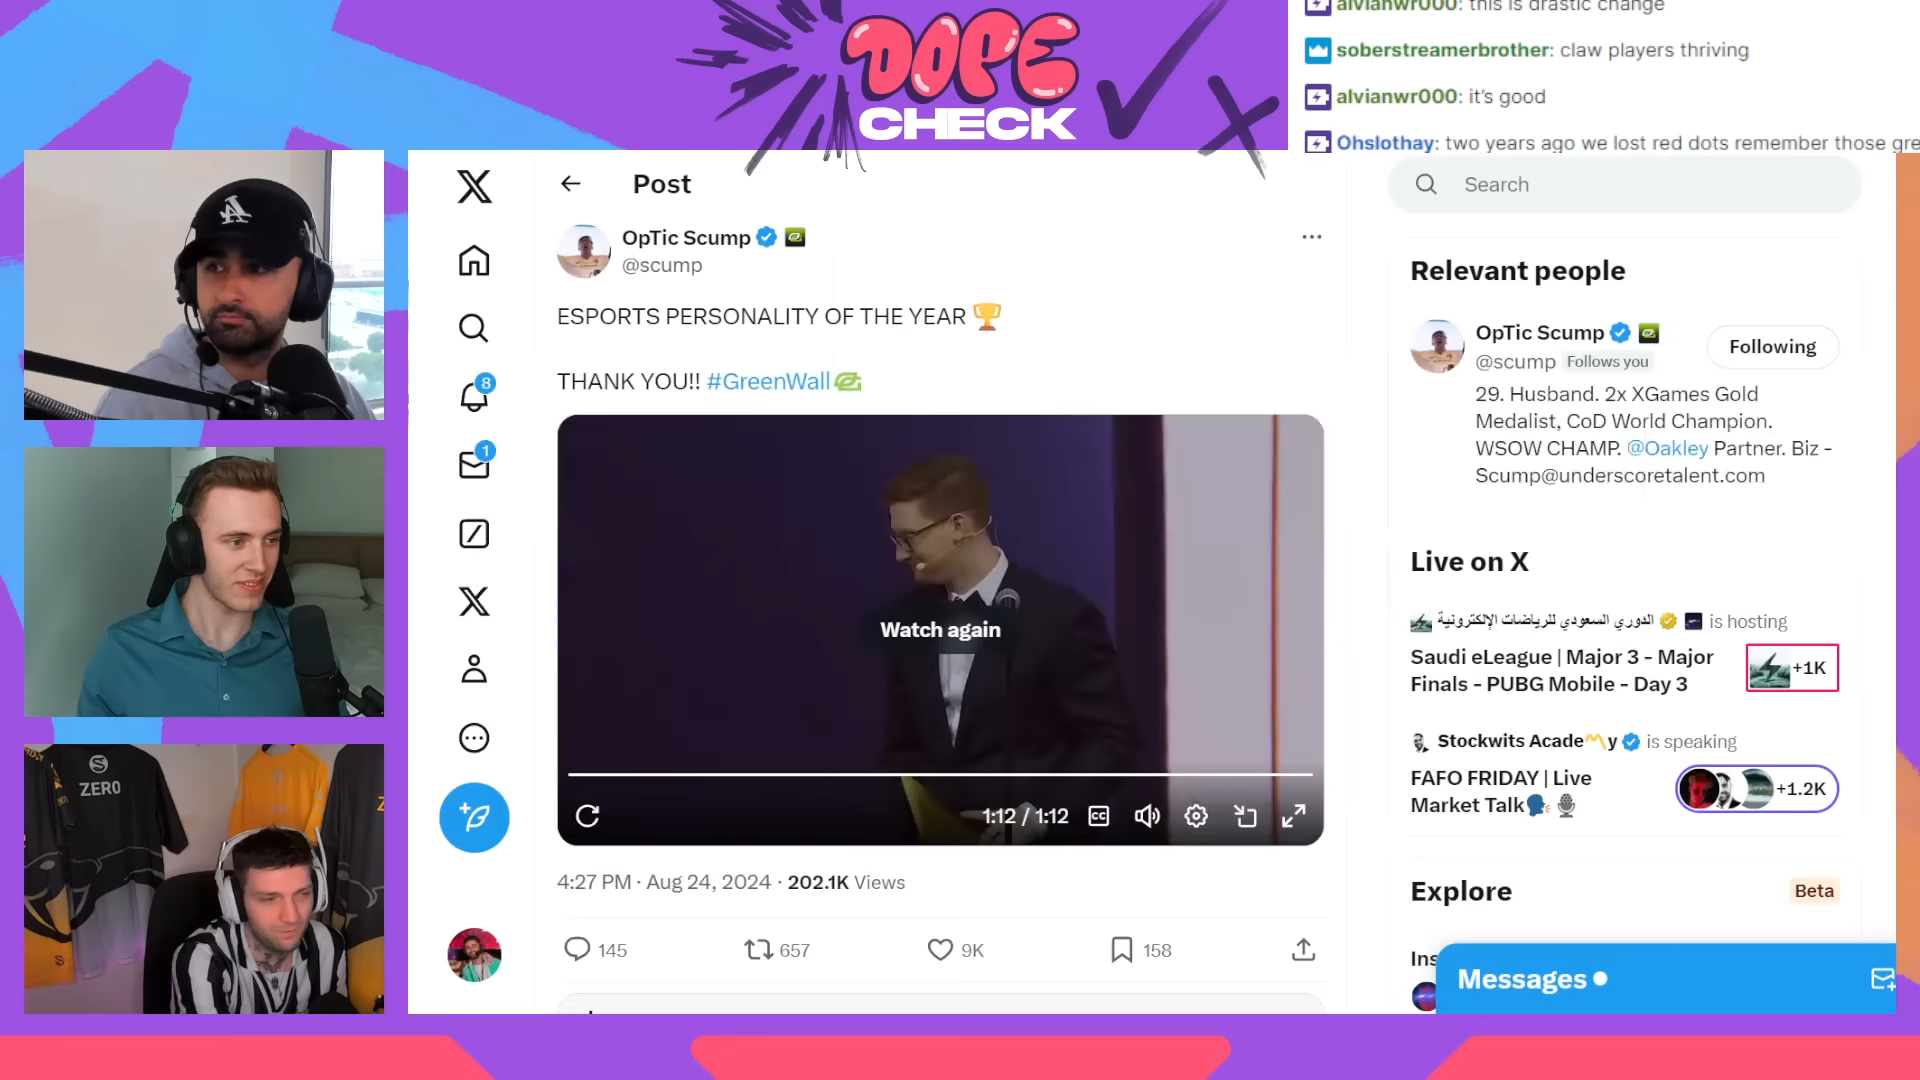 DOPE
CHECK
alvianwr000: this is drastic change
soberstreamerbrother: claw players thriving
alvianwr000: it's good
Ohslothay: two years ago we lost red dots remember those gre
A
S
ZERO
S
Z
X
8
1
Post
OpTic Scump
@scump
ESPORTS PERSONALITY OF THE YEAR 🏆
THANK YOU!! #GreenWall
Watch again
1:12 / 1:12
CC
4:27 PM · Aug 24, 2024 · 202.1K Views
145
657
9K
158
Search
Relevant people
OpTic Scump
@scump Follows you
Following
29. Husband. 2x XGames Gold
Medalist, CoD World Champion.
WSOW CHAMP. @Oakley Partner. Biz -
Scump@underscoretalent.com
Live on X
الدوري السعودي للرياضات الإلكترونية is hosting
Saudi eLeague | Major 3 - Major
Finals - PUBG Mobile - Day 3
+1K
Stockwits Acade〽️y is speaking
FAFO FRIDAY | Live
Market Talk🗣️🎙️
+1.2K
Explore
Beta
Ins
Messages